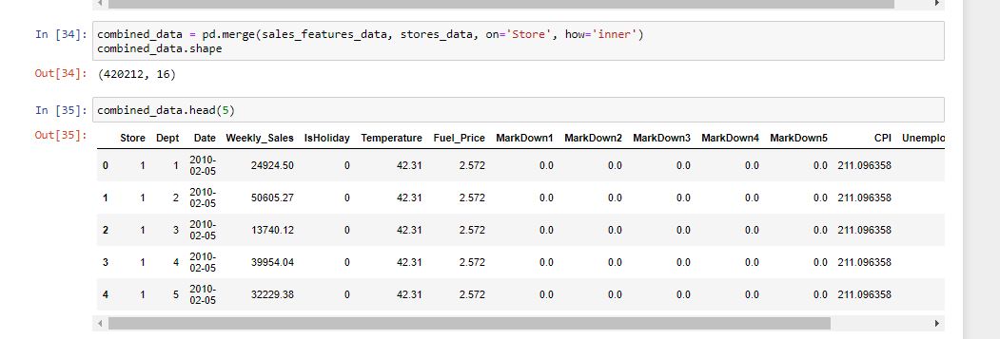 In [34]: combined_data = pd.merge(sales_features_data, stores_data, on='Store', how='inner')
combined_data.shape
Out[34]: (420212, 16)
In [35]: combined_data.head(5)
Out[35]:
Store Dept Date Weekly_Sales IsHoliday Temperature Fuel_Price MarkDown1 MarkDown2 MarkDown3 MarkDown4 MarkDown5 CPI Unemplo
0 1 1 2010-02-05 24924.50 0 42.31 2.572 0.0 0.0 0.0 0.0 0.0 211.096358
1 1 2 2010-02-05 50605.27 0 42.31 2.572 0.0 0.0 0.0 0.0 0.0 211.096358
2 1 3 2010-02-05 13740.12 0 42.31 2.572 0.0 0.0 0.0 0.0 0.0 211.096358
3 1 4 2010-02-05 39954.04 0 42.31 2.572 0.0 0.0 0.0 0.0 0.0 211.096358
4 1 5 2010-02-05 32229.38 0 42.31 2.572 0.0 0.0 0.0 0.0 0.0 211.096358